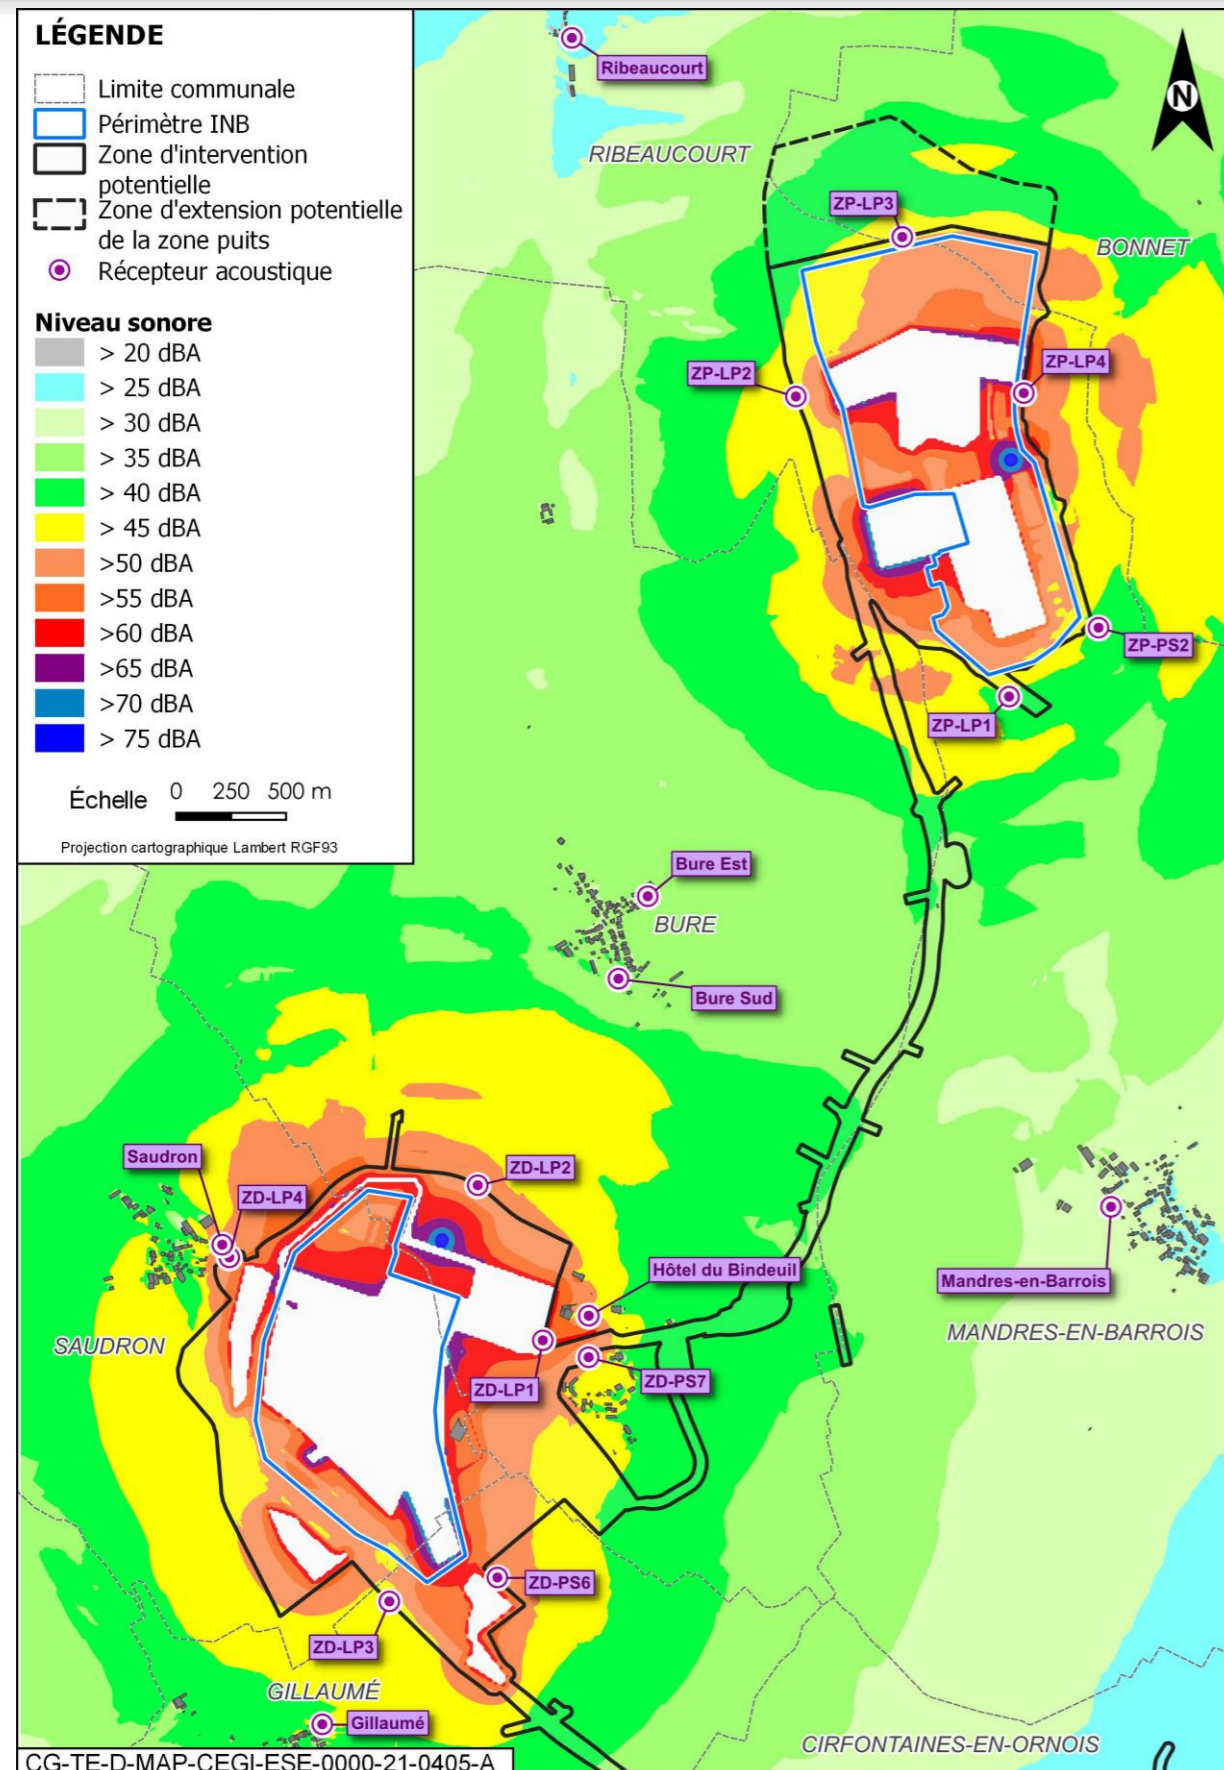 LÉGENDE
Limite communale
Périmètre INB
Zone d'intervention
potentielle
Zone d'extension potentielle
de la zone puits
Récepteur acoustique
Niveau sonore
> 20 dBA
> 25 dBA
> 30 dBA
> 35 dBA
> 40 dBA
> 45 dBA
>50 dBA
>55 dBA
>60 dBA
>65 dBA
>70 dBA
> 75 dBA
Échelle 0 250 500 m
Projection cartographique Lambert RGF93
N
Ribeaucourt
RIBEAUCOURT
ZP-LP3
BONNET
ZP-LP2
ZP-LP4
ZP-PS2
ZP-LP1
Bure Est
BURE
Bure Sud
Saudron
ZD-LP4
ZD-LP2
Hôtel du Bindeuil
Mandres-en-Barrois
MANDRES-EN-BARROIS
SAUDRON
ZD-LP1
ZD-PS7
ZD-PS6
ZD-LP3
GILLAUMÉ
Gillaumé
CIRFONTAINES-EN-ORNOIS
CG-TE-D-MAP-CEGI-ESE-0000-21-0405-A